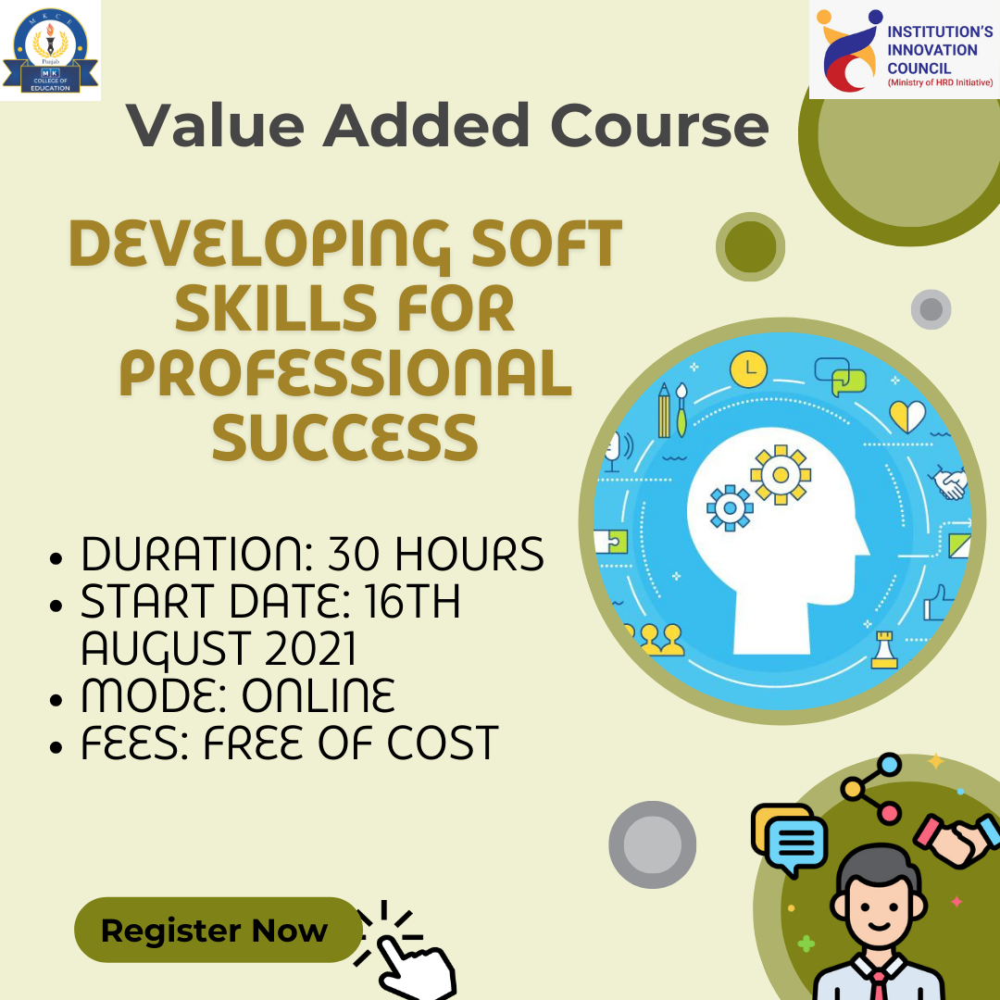 M K C E
Punjab
MK
COLLEGE OF
EDUCATION
INSTITUTION'S
INNOVATION
COUNCIL
(Ministry of HRD Initiative)
Value Added Course
DEVELOPING SOFT
SKILLS FOR
PROFESSIONAL
SUCCESS
• DURATION: 30 HOURS
• START DATE: 16TH
AUGUST 2021
• MODE: ONLINE
• FEES: FREE OF COST
Register Now